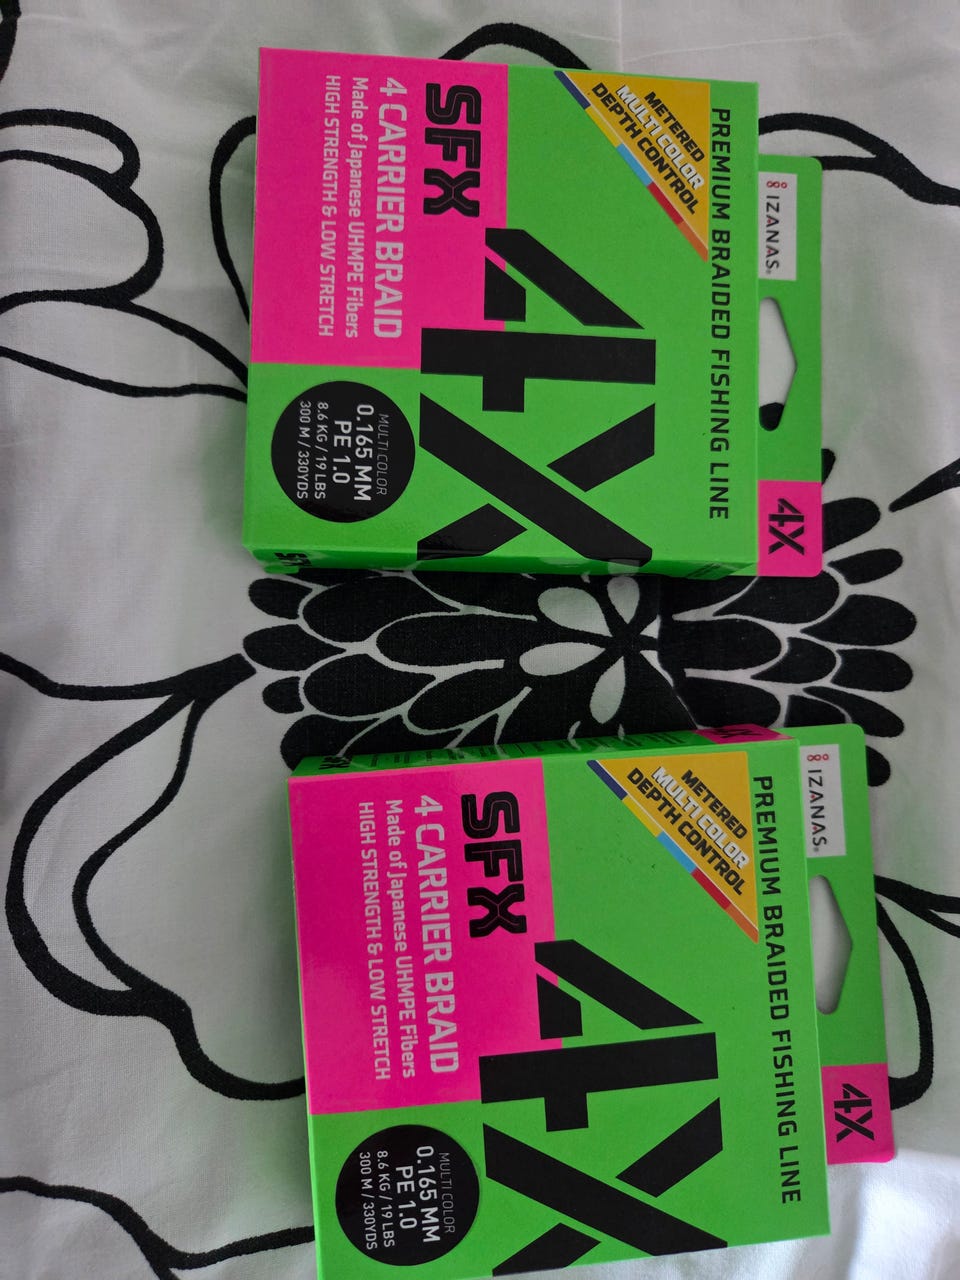 IZANAS®
4X
PREMIUM BRAIDED FISHING LINE
METERED
MULTI COLOR
DEPTH CONTROL
4X
SFX
4 CARRIER BRAID
Made of Japanese UHMPE Fibers
HIGH STRENGTH & LOW STRETCH
MULTI COLOR
0.165 MM
PE 1.0
8.6 KG / 19 LBS
300 M / 330YDS
IZANAS®
4X
PREMIUM BRAIDED FISHING LINE
METERED
MULTI COLOR
DEPTH CONTROL
4X
SFX
4 CARRIER BRAID
Made of Japanese UHMPE Fibers
HIGH STRENGTH & LOW STRETCH
MULTI COLOR
0.165 MM
PE 1.0
8.6 KG / 19 LBS
300 M / 330YDS